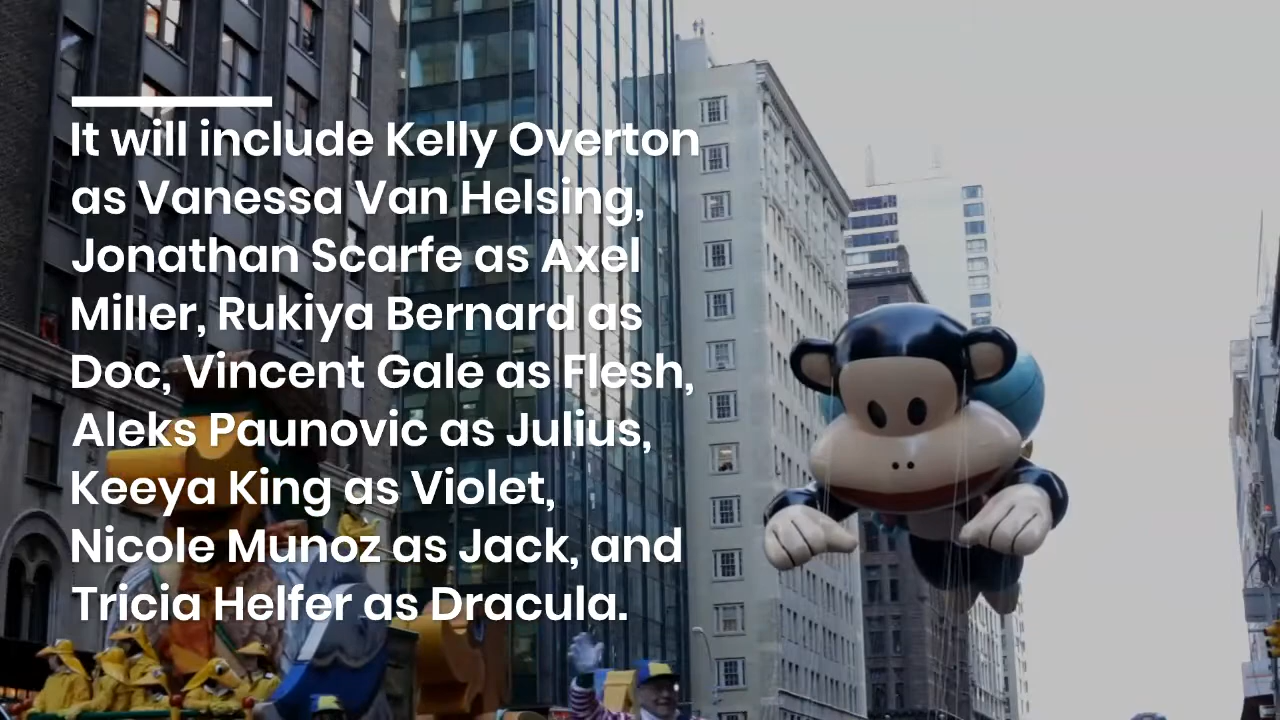 It will include Kelly Overton
as Vanessa Van Helsing,
Jonathan Scarfe as Axel
Miller, Rukiya Bernard as
Doc, Vincent Gale as Flesh,
Aleks Paunovic as Julius,
Keeya King as Violet,
Nicole Munoz as Jack, and
Tricia Helfer as Dracula.